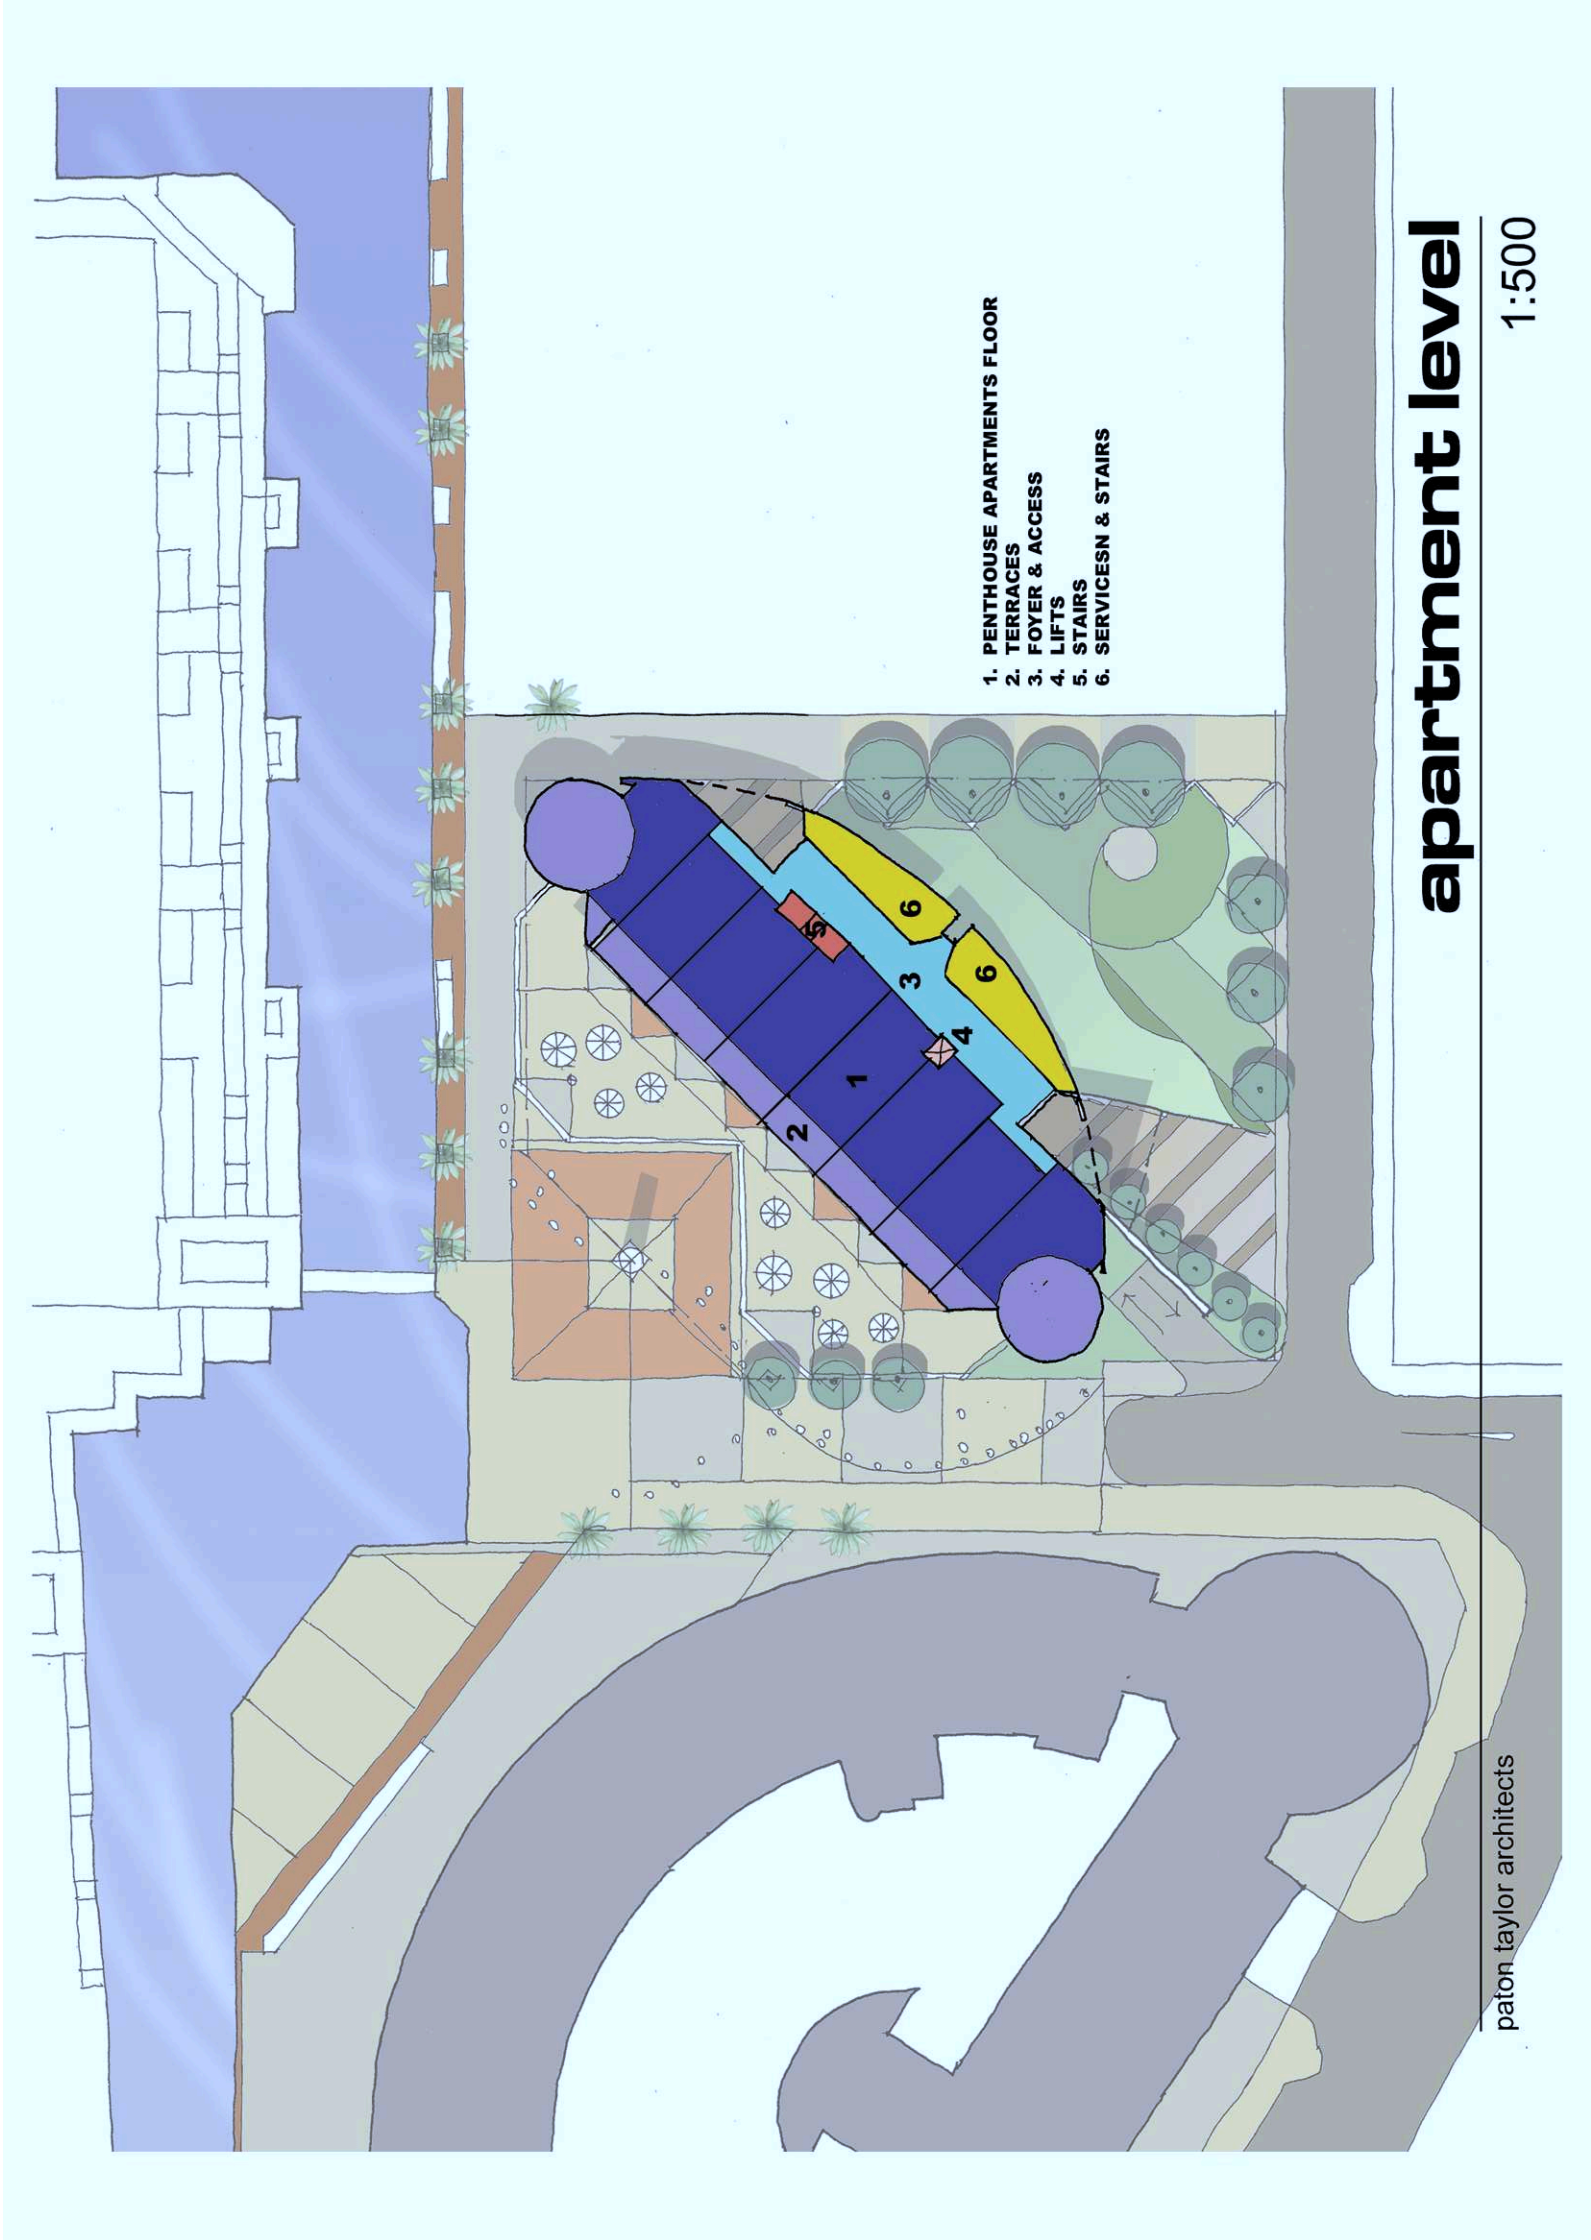 1. PENTHOUSE APARTMENTS FLOOR
2. TERRACES
3. FOYER & ACCESS
4. LIFTS
5. STAIRS
6. SERVICESN & STAIRS
5
6
3
6
4
1
2
apartment level
1:500
paton taylor architects